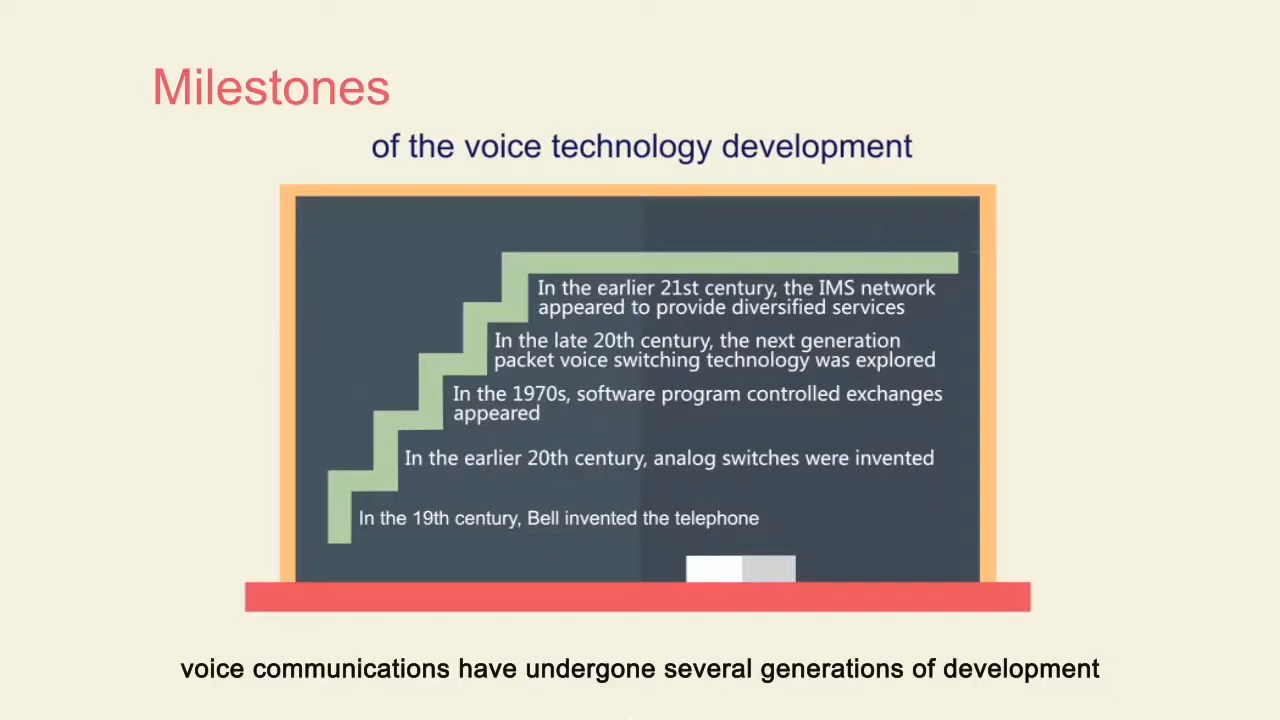 Milestones
of the voice technology development
In the earlier 21st century, the IMS network
appeared to provide diversified services
In the late 20th century, the next generation
packet voice switching technology was explored
In the 1970s, software program controlled exchanges
appeared
In the earlier 20th century, analog switches were invented
In the 19th century, Bell invented the telephone
voice communications have undergone several generations of development